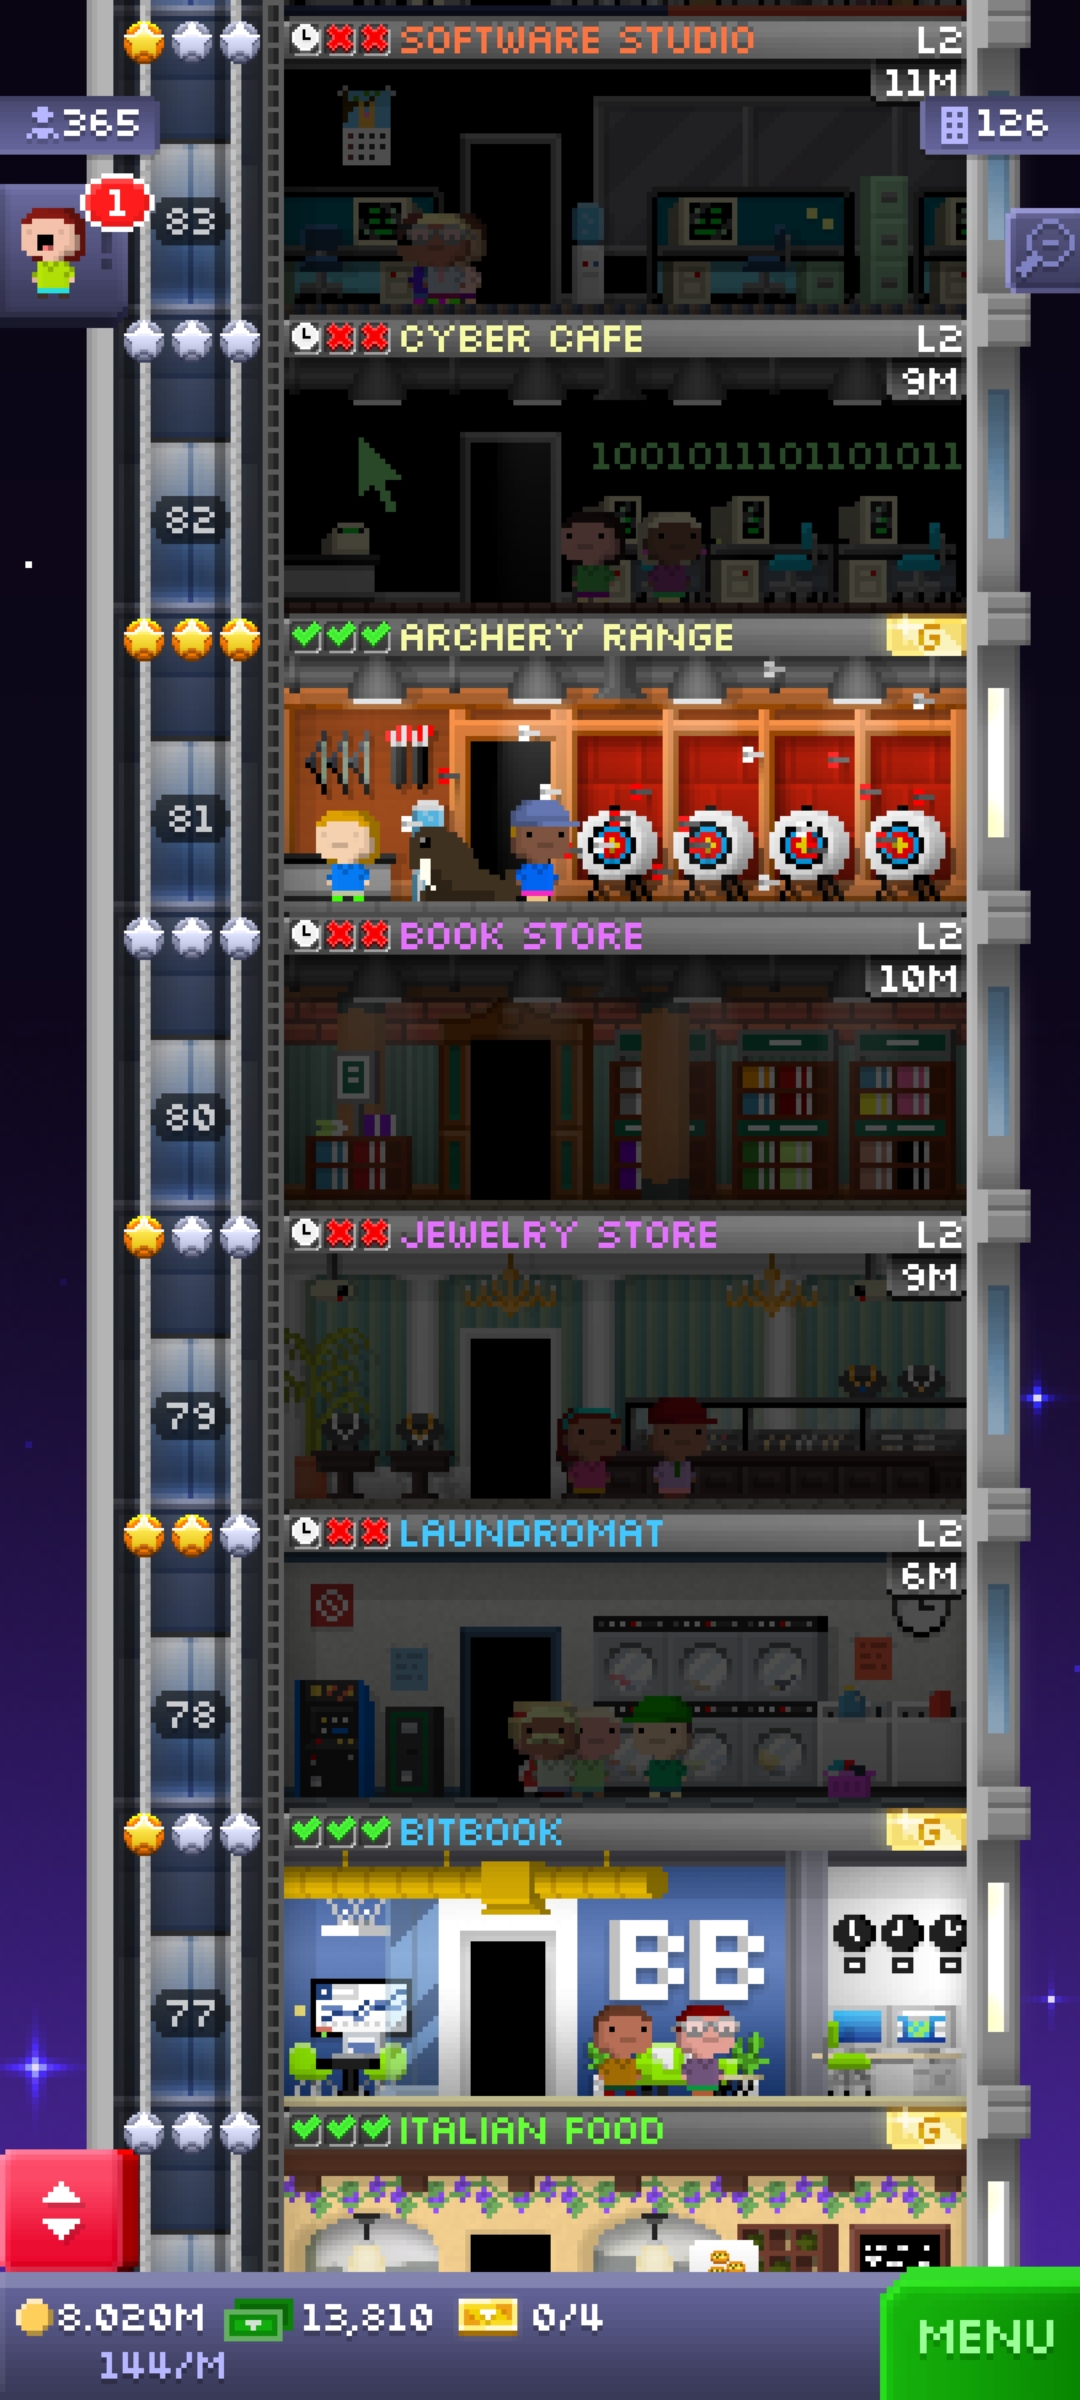 SOFTWARE STUDIO L2
11M
365
126
1
83
CYBER CAFE L2
9M
1001011101101011
82
ARCHERY RANGE G
81
BOOK STORE L2
10M
80
JEWELRY STORE L2
9M
79
LAUNDROMAT L2
6M
78
BITBOOK G
BB
77
ITALIAN FOOD G
8.020M 13,810 0/4
144/M
MENU